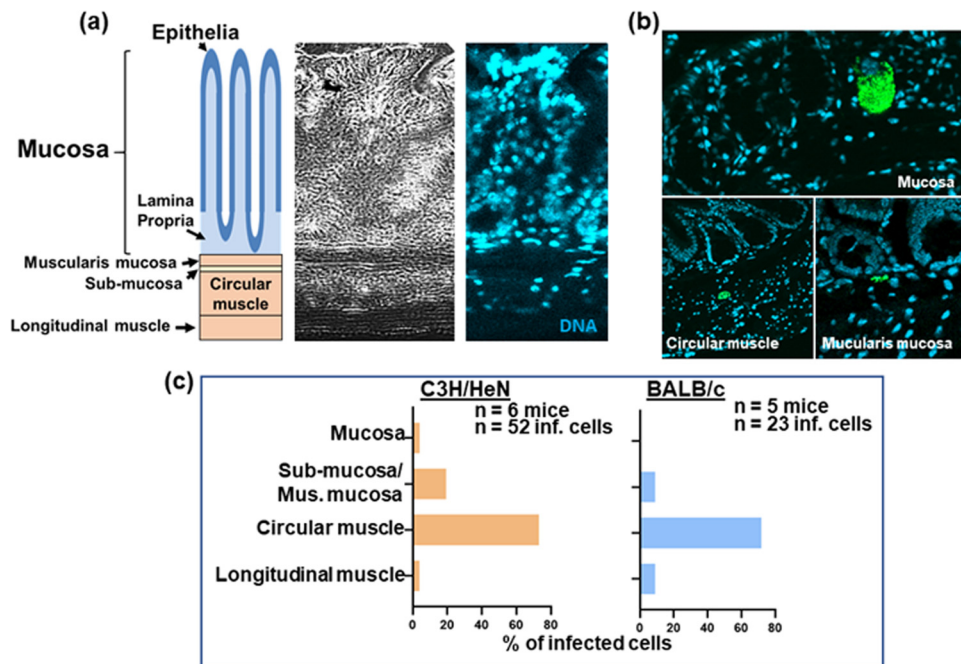 (a)
Epithelia
Mucosa
Lamina
Propria
Muscularis mucosa
Sub-mucosa
Circular
muscle
Longitudinal muscle
DNA
(b)
Mucosa
Circular muscle
Mucularis mucosa
(c)
C3H/HeN
n = 6 mice
n = 52 inf. cells
BALB/c
n = 5 mice
n = 23 inf. cells
Mucosa
Sub-mucosa/
Mus. mucosa
Circular muscle
Longitudinal muscle
0 20 40 60 80
0 20 40 60 80
% of infected cells